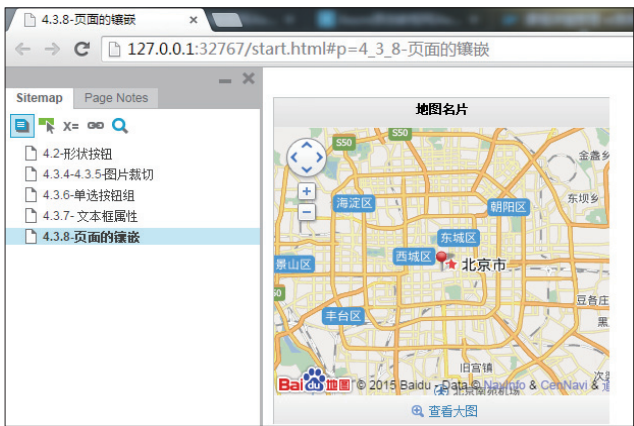 4.3.8-页面的镶嵌 ×
127.0.0.1:32767/start.html#p=4_3_8-页面的镶嵌
Sitemap Page Notes
X=
4.2-形状按钮
4.3.4-4.3.5-图片裁切
4.3.6-单选按钮组
4.3.7- 文本框属性
4.3.8-页面的镶嵌
地图名片
S50 S50
金盏乡
海淀区
朝阳区
东坝乡
东城区
西城区
北京市
景山区
豆各庄
丰台区
黑
旧宫镇
Bai du 地图 © 2015 Baidu - Data © NavInfo & CenNavi &
查看大图